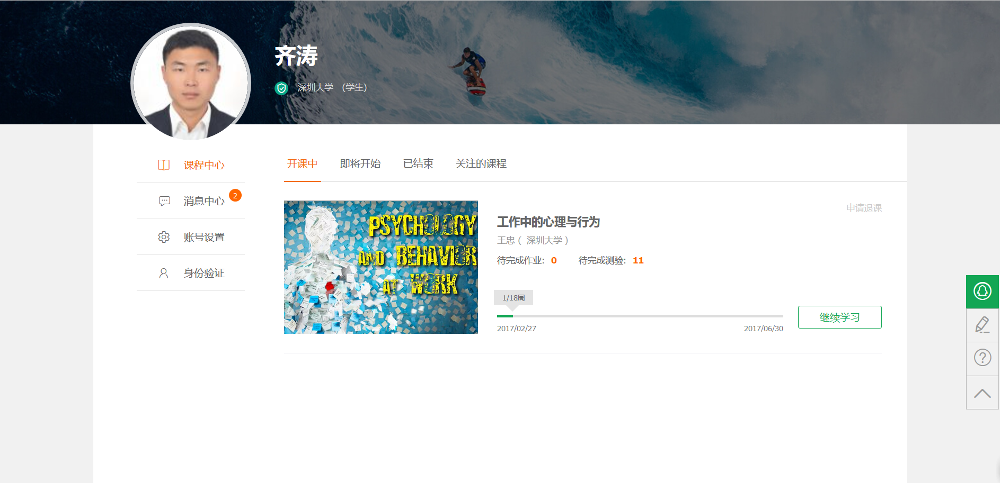 齐涛
深圳大学 (学生)
课程中心
消息中心 2
账号设置
身份验证
开课中 即将开始 已结束 关注的课程
PSYCHOLOGY
AND BEHAVIOR
AT WORK
申请退课
工作中的心理与行为
王忠 ( 深圳大学 )
待完成作业: 0 待完成测验: 11
1/18周
2017/02/27 2017/06/30
继续学习